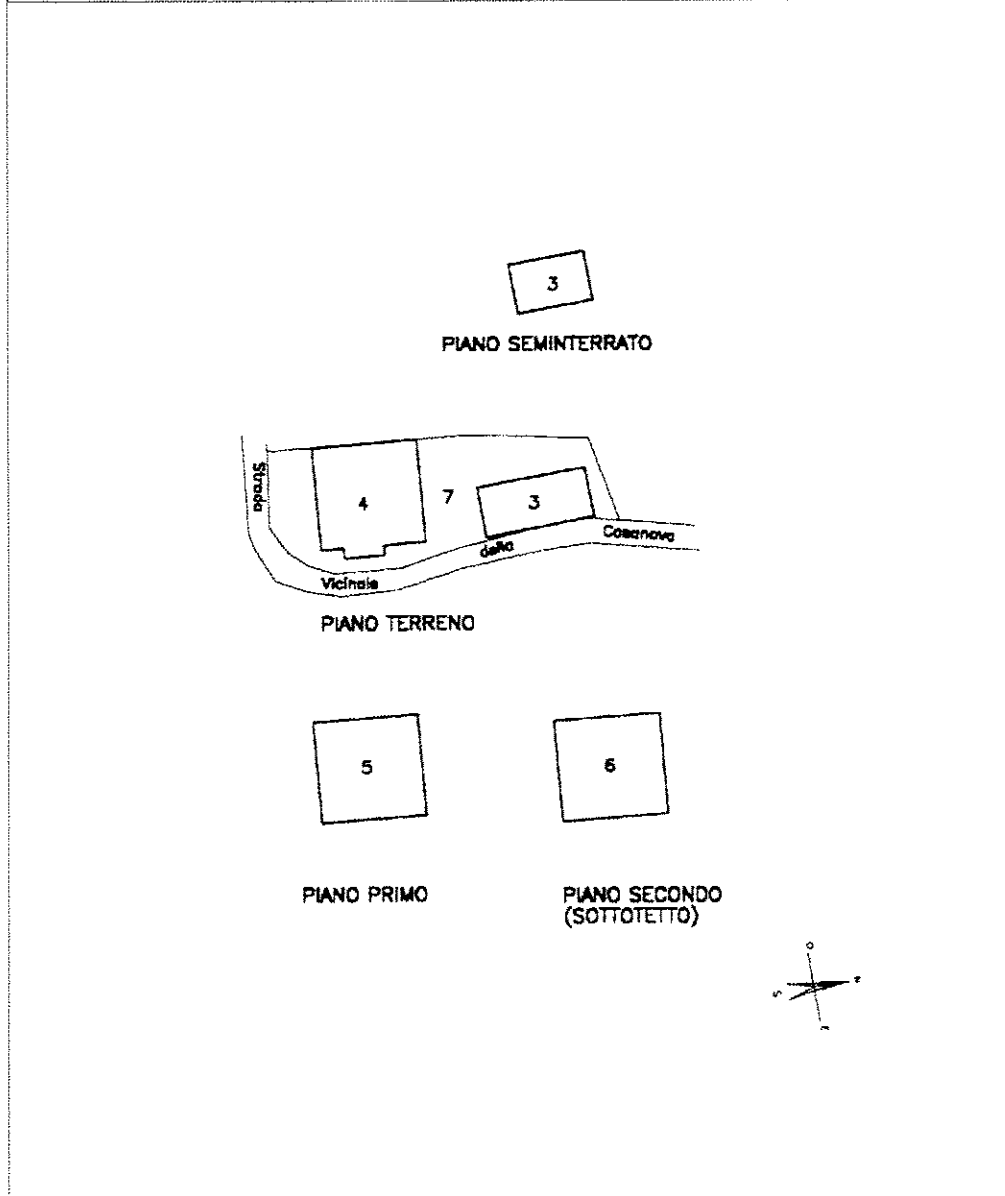 3
PIANO SEMINTERRATO
Strada
4
7
3
Vicinale
della
Casanova
PIANO TERRENO
5
6
PIANO PRIMO
PIANO SECONDO
(SOTTOTETTO)
O
S